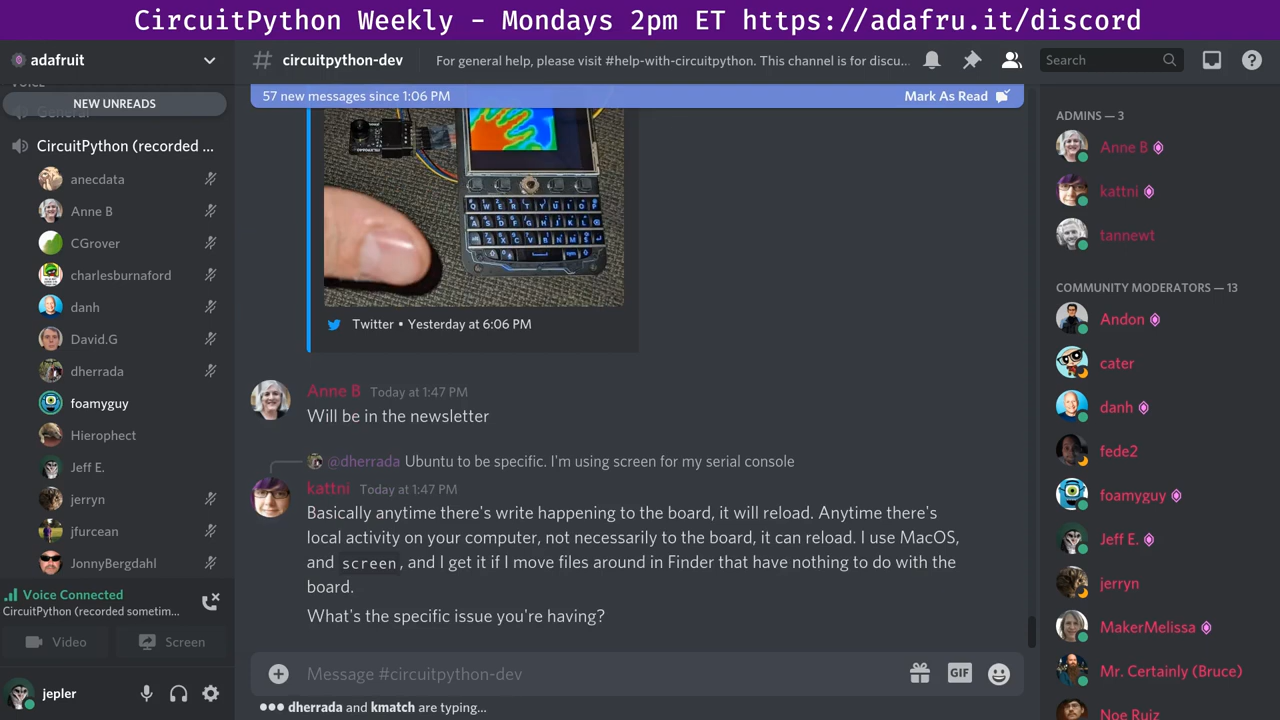 CircuitPython Weekly - Mondays 2pm ET https://adafru.it/discord
adafruit
# circuitpython-dev
For general help, please visit #help-with-circuitpython. This channel is for discu...
Search
VOICE
NEW UNREADS
General
CircuitPython (recorded ...
anecdata
Anne B
CGrover
charlesburnaford
danh
David.G
dherrada
foamyguy
Hierophect
Jeff E.
jerryn
jfurcean
JonnyBergdahl
Voice Connected
CircuitPython (recorded sometim...
Video
Screen
jepler
57 new messages since 1:06 PM
Mark As Read
Twitter • Yesterday at 6:06 PM
Anne B Today at 1:47 PM
Will be in the newsletter
@dherrada Ubuntu to be specific. I'm using screen for my serial console
kattni Today at 1:47 PM
Basically anytime there's write happening to the board, it will reload. Anytime there's
local activity on your computer, not necessarily to the board, it can reload. I use MacOS,
and screen, and I get it if I move files around in Finder that have nothing to do with the
board.
What's the specific issue you're having?
Message #circuitpython-dev
GIF
dherrada and kmatch are typing...
ADMINS — 3
Anne B
kattni
tannewt
COMMUNITY MODERATORS — 13
Andon
cater
danh
fede2
foamyguy
Jeff E.
jerryn
MakerMelissa
Mr. Certainly (Bruce)
Noe Ruiz